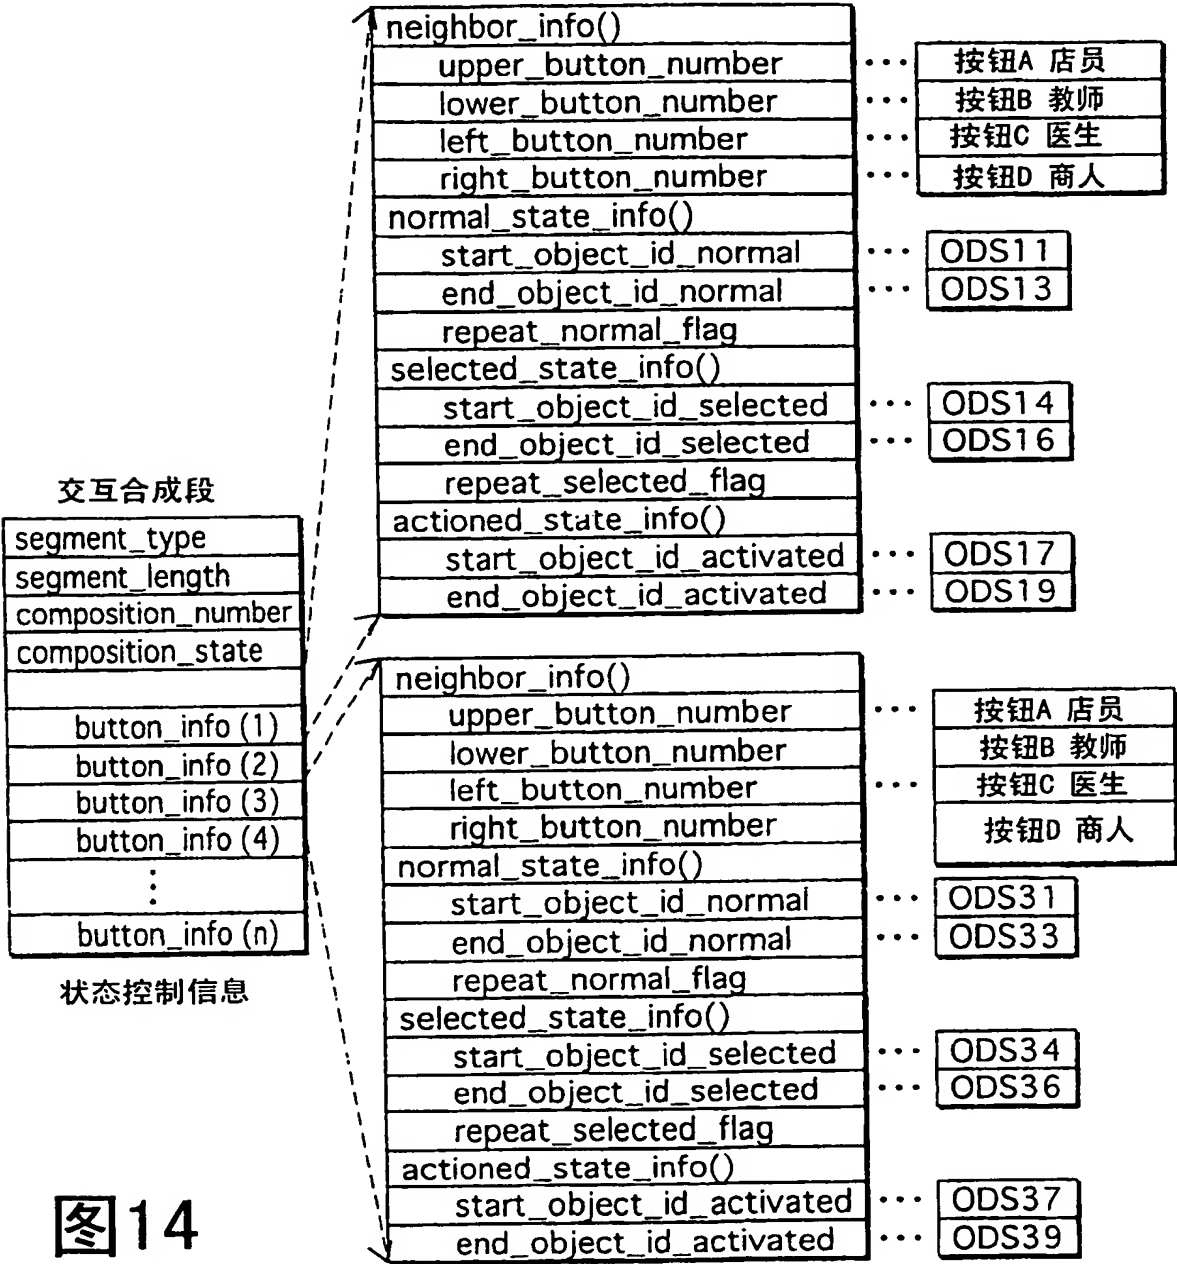 neighbor_info()
upper_button_number ··· 按钮A 店员
lower_button_number ··· 按钮B 教师
left_button_number ··· 按钮C 医生
right_button_number ··· 按钮D 商人
normal_state_info()
start_object_id_normal ··· ODS11
end_object_id_normal ··· ODS13
repeat_normal_flag
selected_state_info()
start_object_id_selected ··· ODS14
end_object_id_selected ··· ODS16
repeat_selected_flag
actioned_state_info()
start_object_id_activated ··· ODS17
end_object_id_activated ··· ODS19
交互合成段
segment_type
segment_length
composition_number
composition_state
button_info (1)
button_info (2)
button_info (3)
button_info (4)
⋮
button_info (n)
状态控制信息
neighbor_info()
upper_button_number ··· 按钮A 店员
lower_button_number 按钮B 教师
left_button_number ··· 按钮C 医生
right_button_number 按钮D 商人
normal_state_info()
start_object_id_normal ··· ODS31
end_object_id_normal ··· ODS33
repeat_normal_flag
selected_state_info()
start_object_id_selected ··· ODS34
end_object_id_selected ··· ODS36
repeat_selected_flag
actioned_state_info()
start_object_id_activated ··· ODS37
end_object_id_activated ··· ODS39
图14